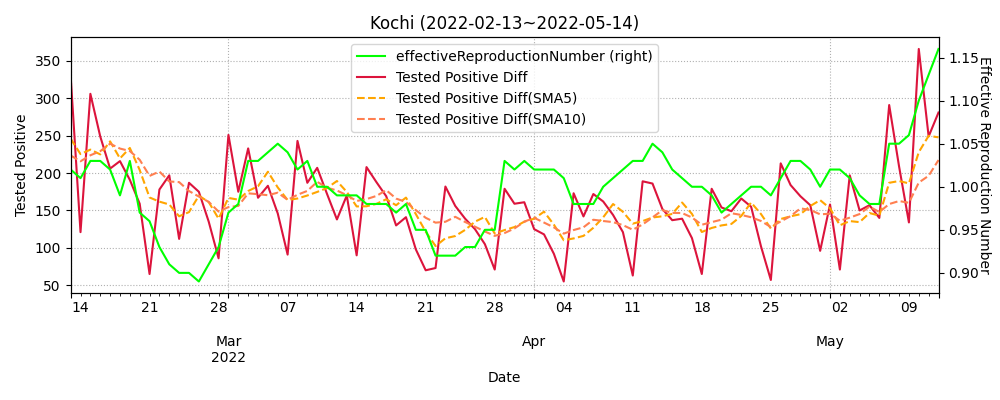 Kochi (2022-02-13~2022-05-14)
effectiveReproductionNumber (right)
Tested Positive Diff
Tested Positive Diff(SMA5)
Tested Positive Diff(SMA10)
Tested Positive
350
300
250
200
150
100
50
1.15
1.10
1.05
1.00
0.95
0.90
Effective Reproduction Number
14 21 28 07 14 21 28 04 11 18 25 02 09
Mar Apr May
2022
Date